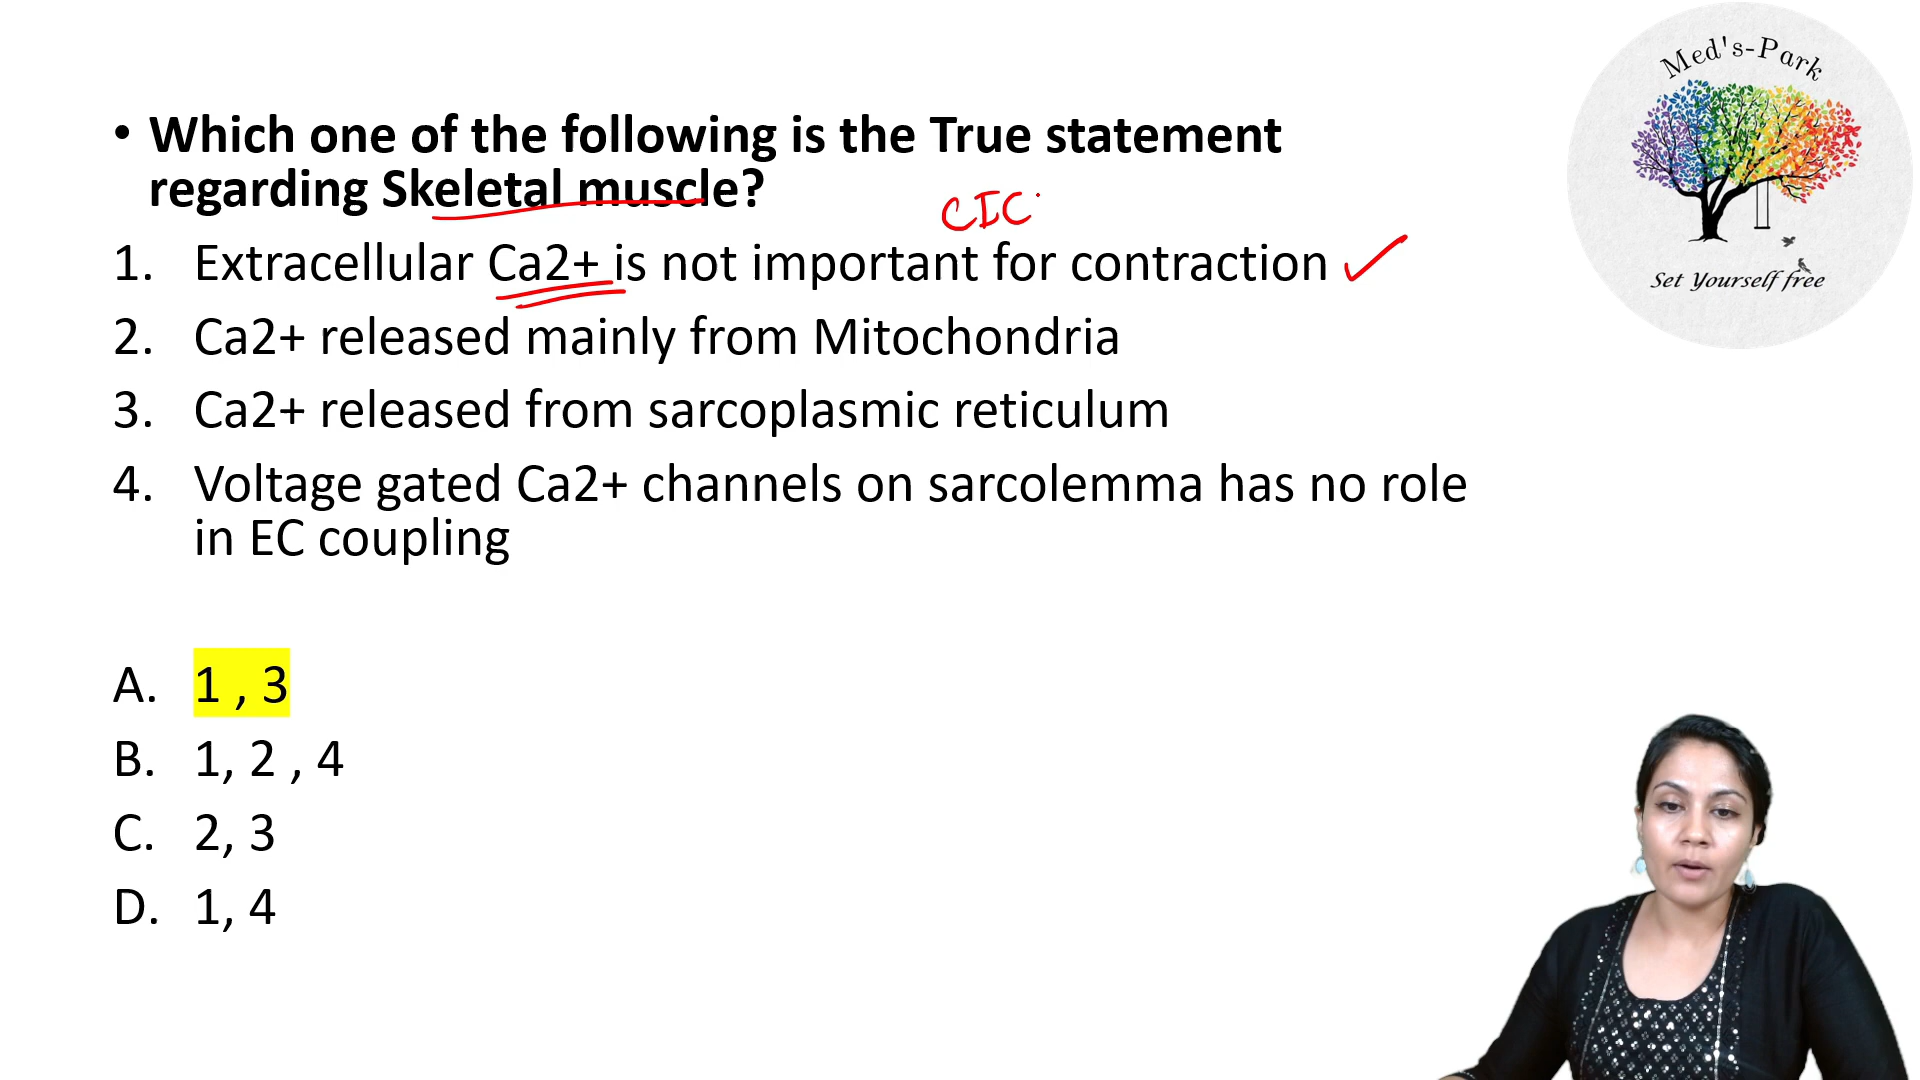 • Which one of the following is the True statement
regarding Skeletal muscle?
CIC
1. Extracellular Ca2+ is not important for contraction
2. Ca2+ released mainly from Mitochondria
3. Ca2+ released from sarcoplasmic reticulum
4. Voltage gated Ca2+ channels on sarcolemma has no role
in EC coupling
A. 1 , 3
B. 1, 2 , 4
C. 2, 3
D. 1, 4
Med's-Park
Set Yourself free